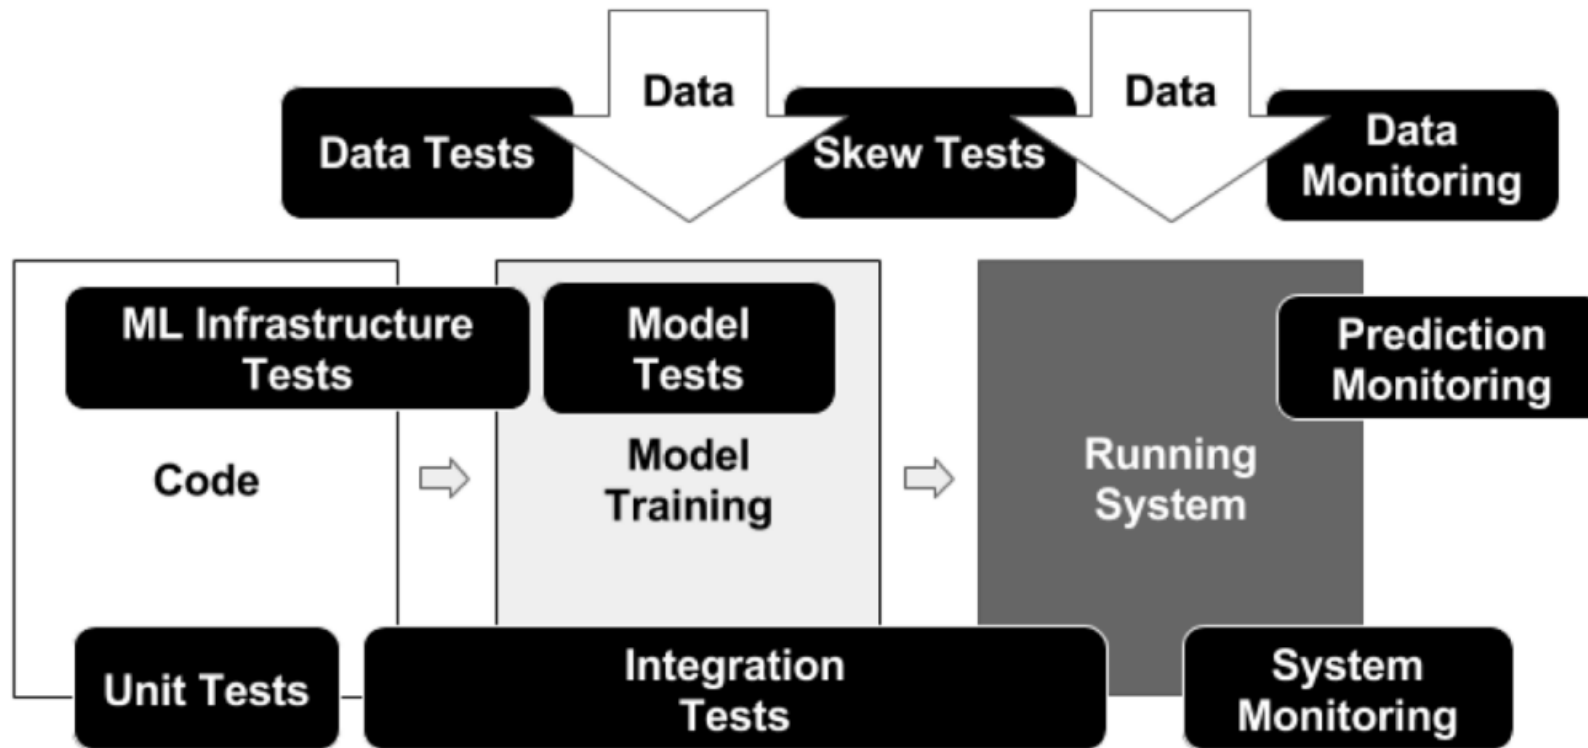 Data
Data
Data Tests
Skew Tests
Data
Monitoring
ML Infrastructure
Tests
Model
Tests
Prediction
Monitoring
Code
Model
Training
Running
System
Unit Tests
Integration
Tests
System
Monitoring